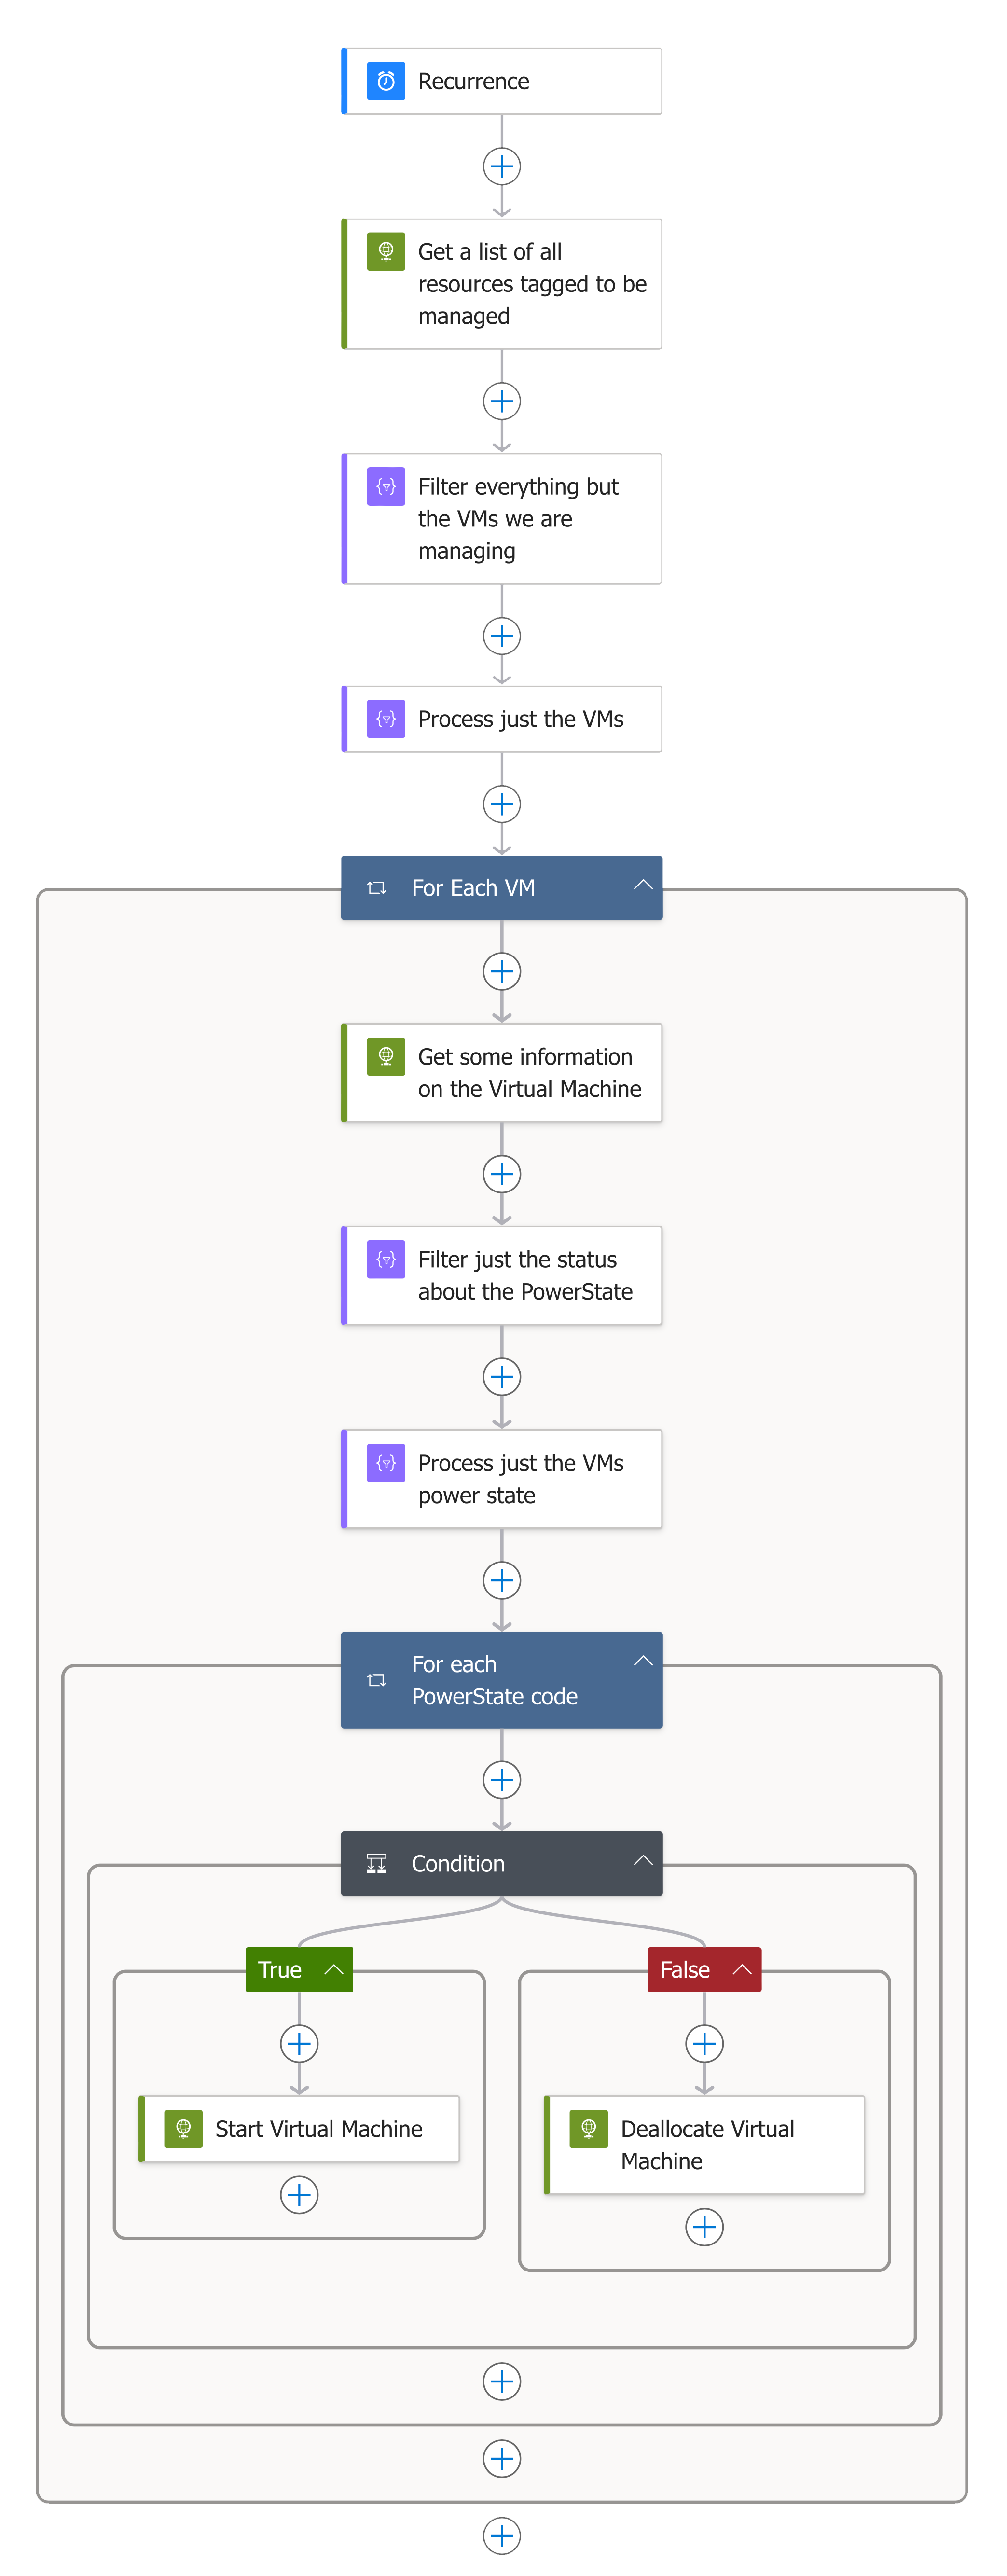 Recurrence
Get a list of all
resources tagged to be
managed
Filter everything but
the VMs we are
managing
Process just the VMs
For Each VM
Get some information
on the Virtual Machine
Filter just the status
about the PowerState
Process just the VMs
power state
For each
PowerState code
Condition
True
False
Start Virtual Machine
Deallocate Virtual
Machine